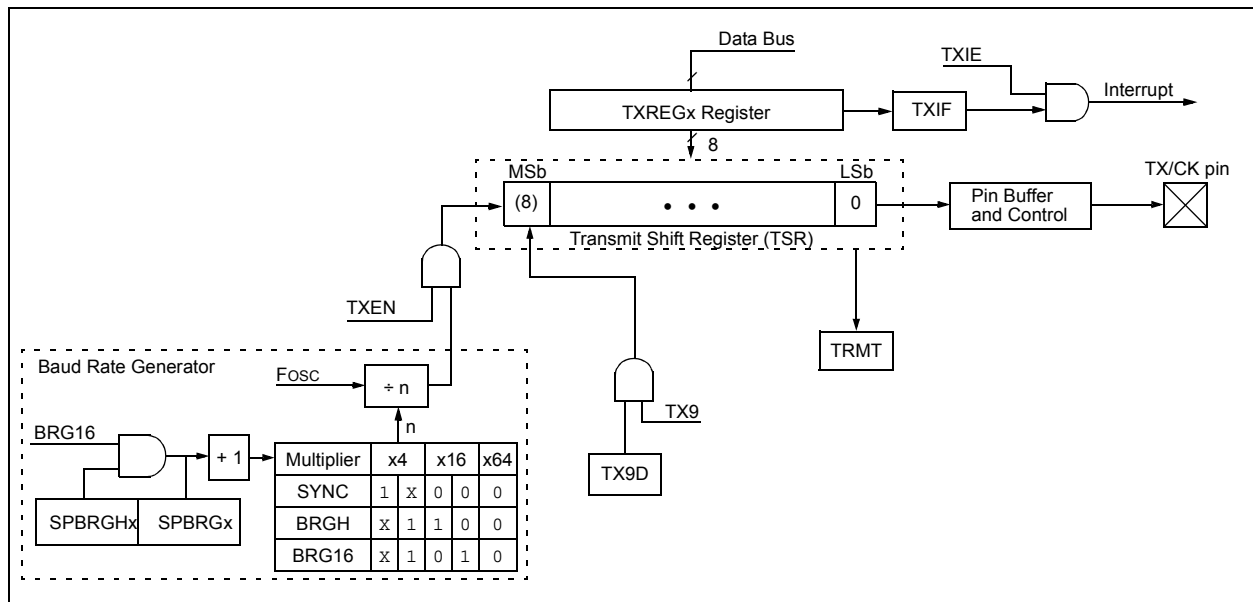 Data Bus
TXIE
Interrupt
TXREGx Register
TXIF
8
MSb
LSb
TX/CK pin
(8)
• • •
0
Pin Buffer
and Control
Transmit Shift Register (TSR)
TXEN
TRMT
Baud Rate Generator
FOSC
÷ n
TX9
n
BRG16
+ 1
Multiplier x4 x16 x64
TX9D
SYNC 1 X 0 0 0
SPBRGHx SPBRGx
BRGH X 1 1 0 0
BRG16 X 1 0 1 0